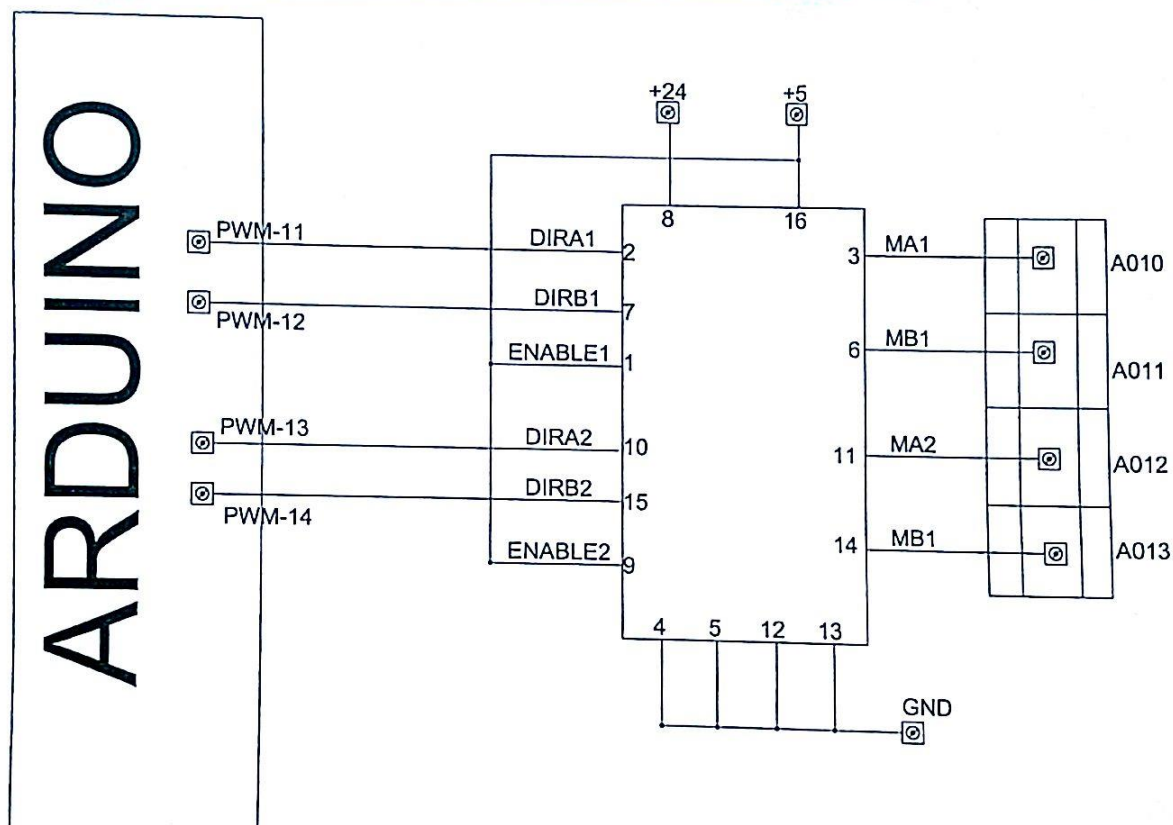 ARDUINO
+24
+5
8
16
PWM-11
DIRA1
2
3
MA1
A010
PWM-12
DIRB1
7
6
MB1
A011
ENABLE1
1
PWM-13
DIRA2
10
11
MA2
A012
PWM-14
DIRB2
15
14
MB1
A013
ENABLE2
9
4
5
12
13
GND